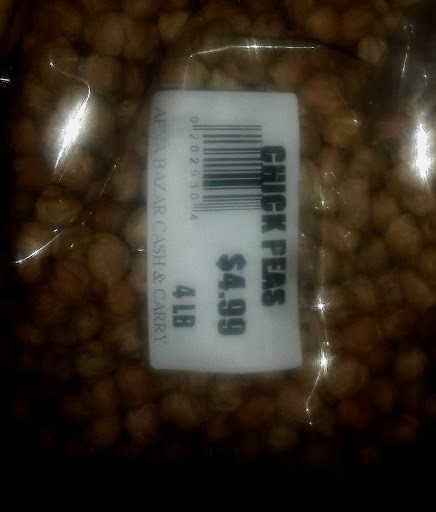 CHICK PEAS
$4.99
4 LB
BAZAR CASH & CARRY